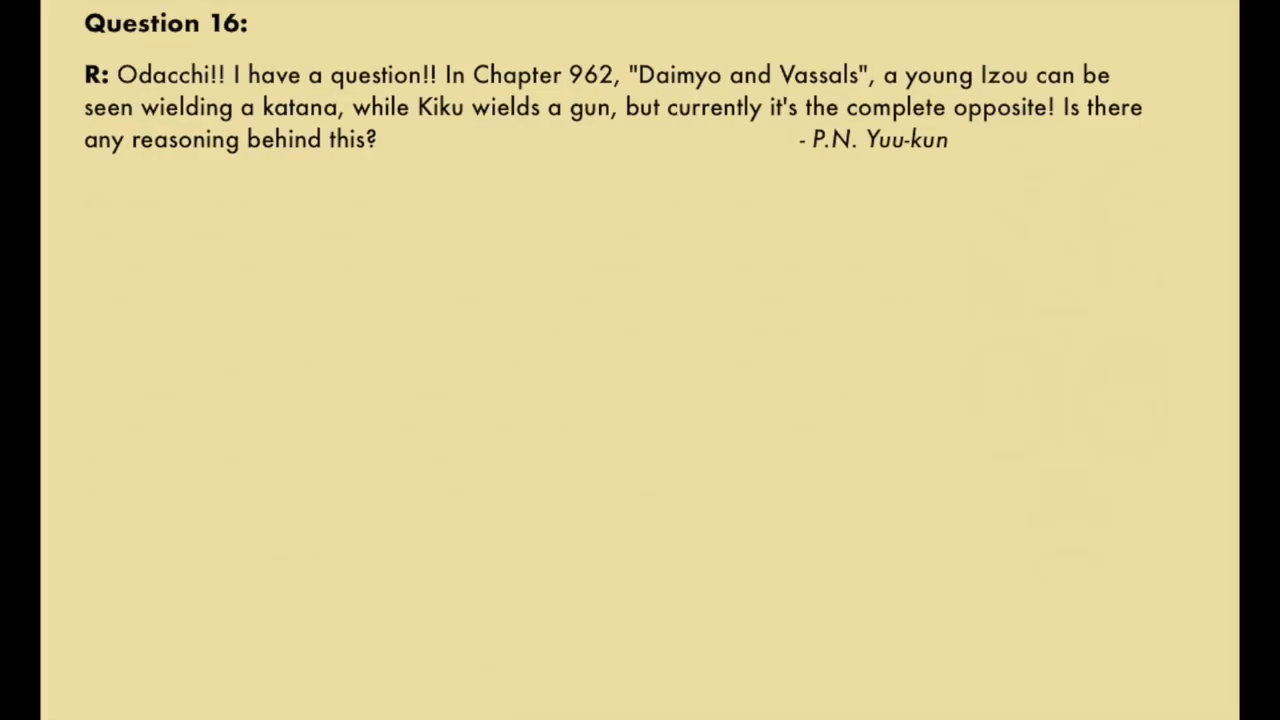 Question 16:
R: Odacchi!! I have a question!! In Chapter 962, "Daimyo and Vassals", a young Izou can be
seen wielding a katana, while Kiku wields a gun, but currently it's the complete opposite! Is there
any reasoning behind this? - P.N. Yuu-kun